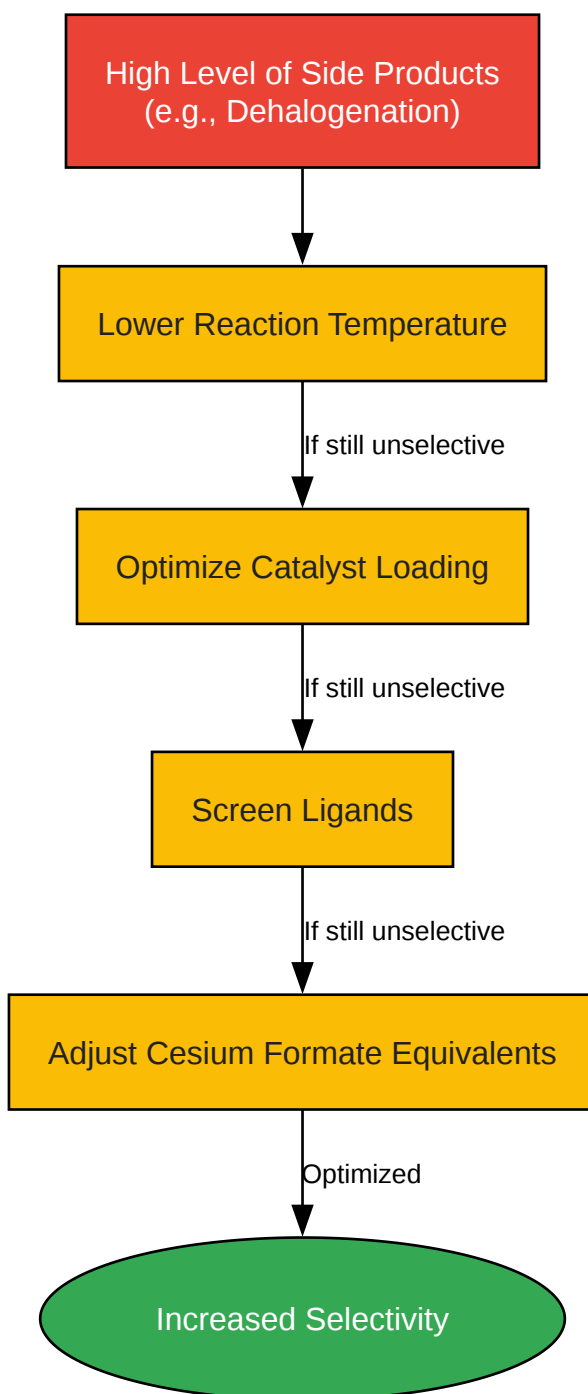 High Level of Side Products
(e.g., Dehalogenation)
Lower Reaction Temperature
If still unselective
Optimize Catalyst Loading
If still unselective
Screen Ligands
If still unselective
Adjust Cesium Formate Equivalents
Optimized
Increased Selectivity